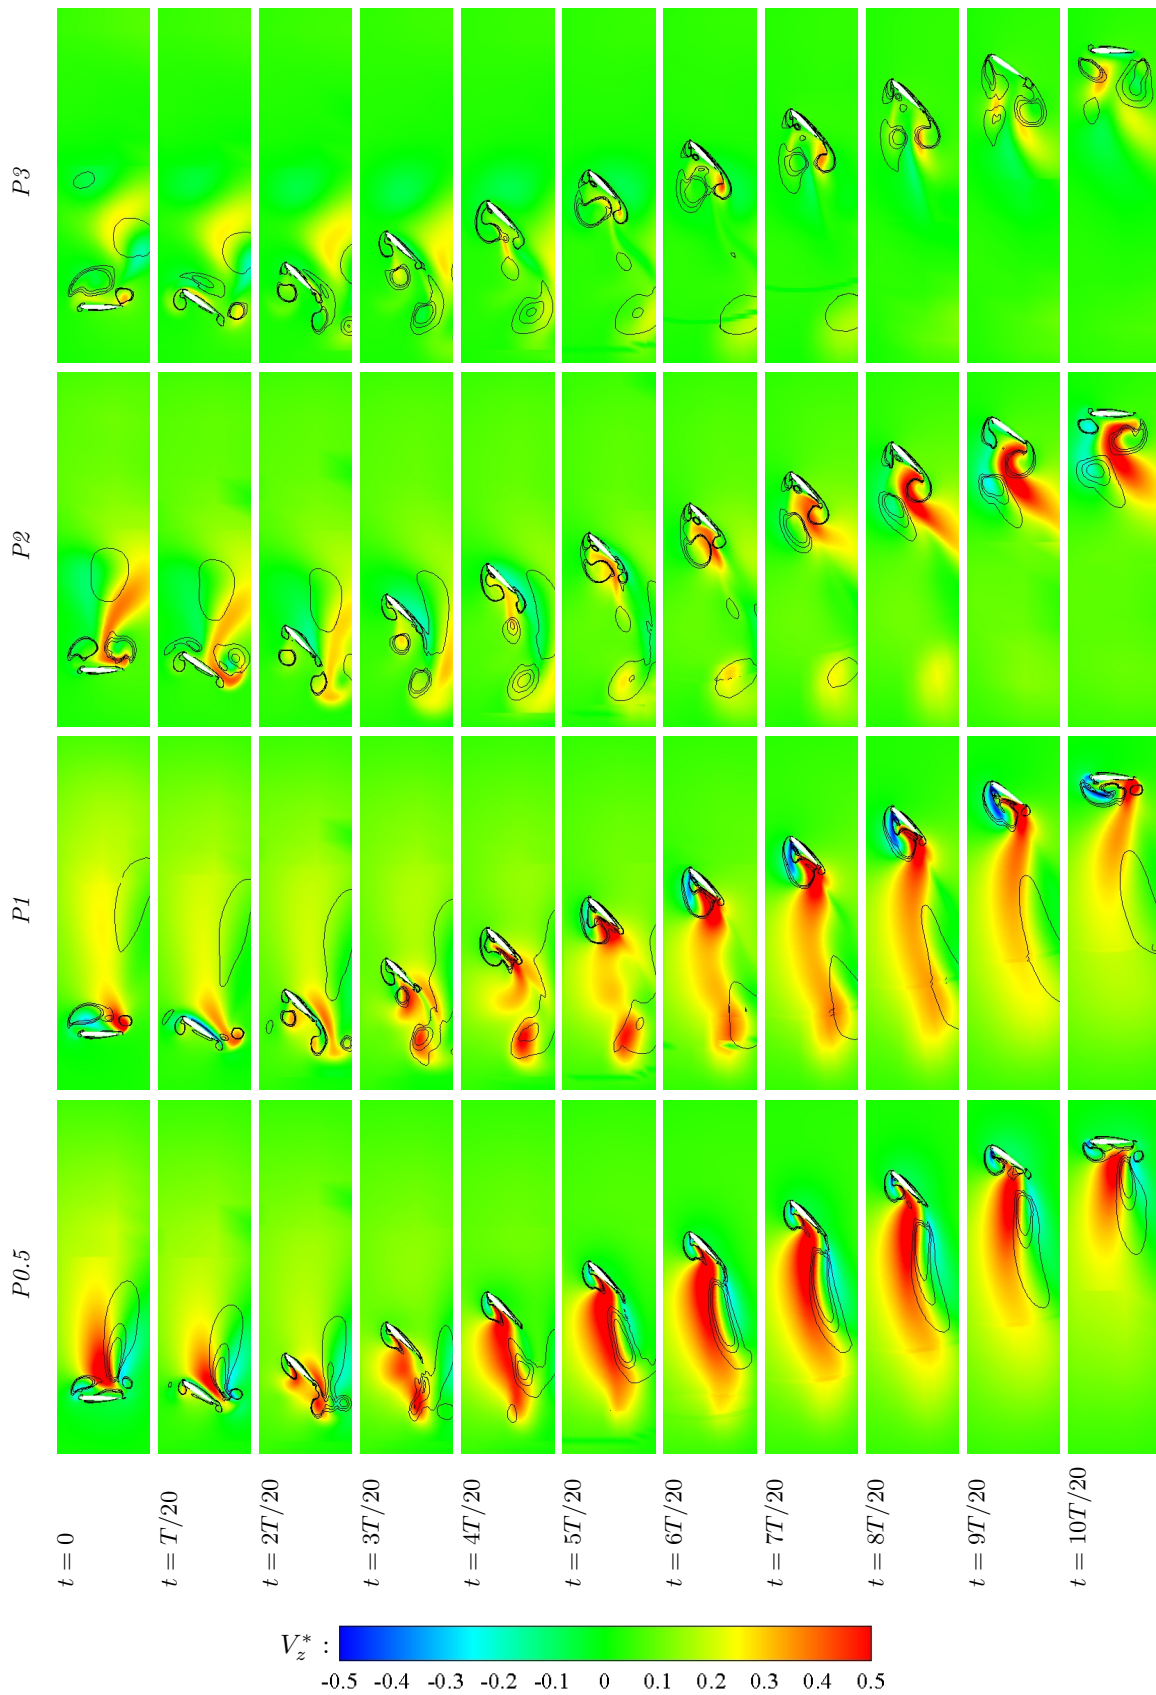 P3
P2
P1
P0.5
t = 0
t = T/20
t = 2T/20
t = 3T/20
t = 4T/20
t = 5T/20
t = 6T/20
t = 7T/20
t = 8T/20
t = 9T/20
t = 10T/20
V_z^* :
-0.5 -0.4 -0.3 -0.2 -0.1 0 0.1 0.2 0.3 0.4 0.5